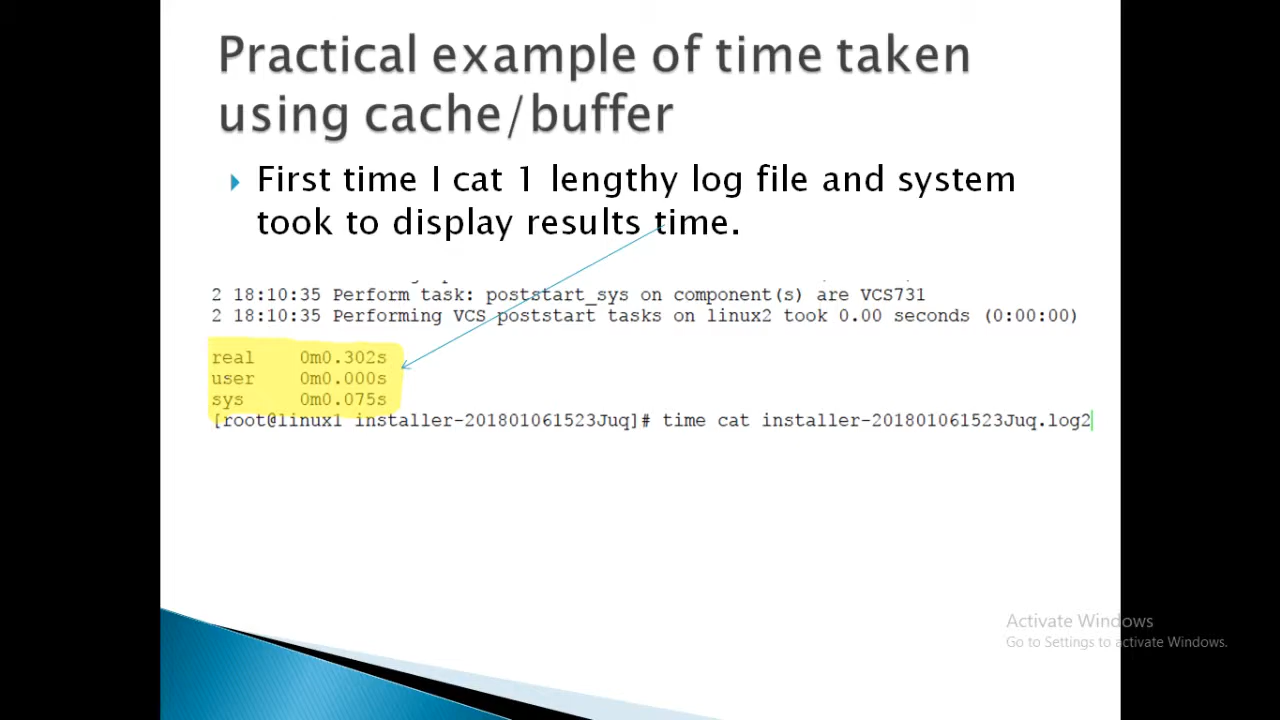 Practical example of time taken
using cache/buffer
First time I cat 1 lengthy log file and system
took to display results time.
2 18:10:35 Perform task: poststart_sys on component(s) are VCS731
2 18:10:35 Performing VCS poststart tasks on linux2 took 0.00 seconds (0:00:00)
real 0m0.302s
user 0m0.000s
sys 0m0.075s
[root@linux1 installer-201801061523Juq]# time cat installer-201801061523Juq.log2
Activate Windows
Go to Settings to activate Windows.